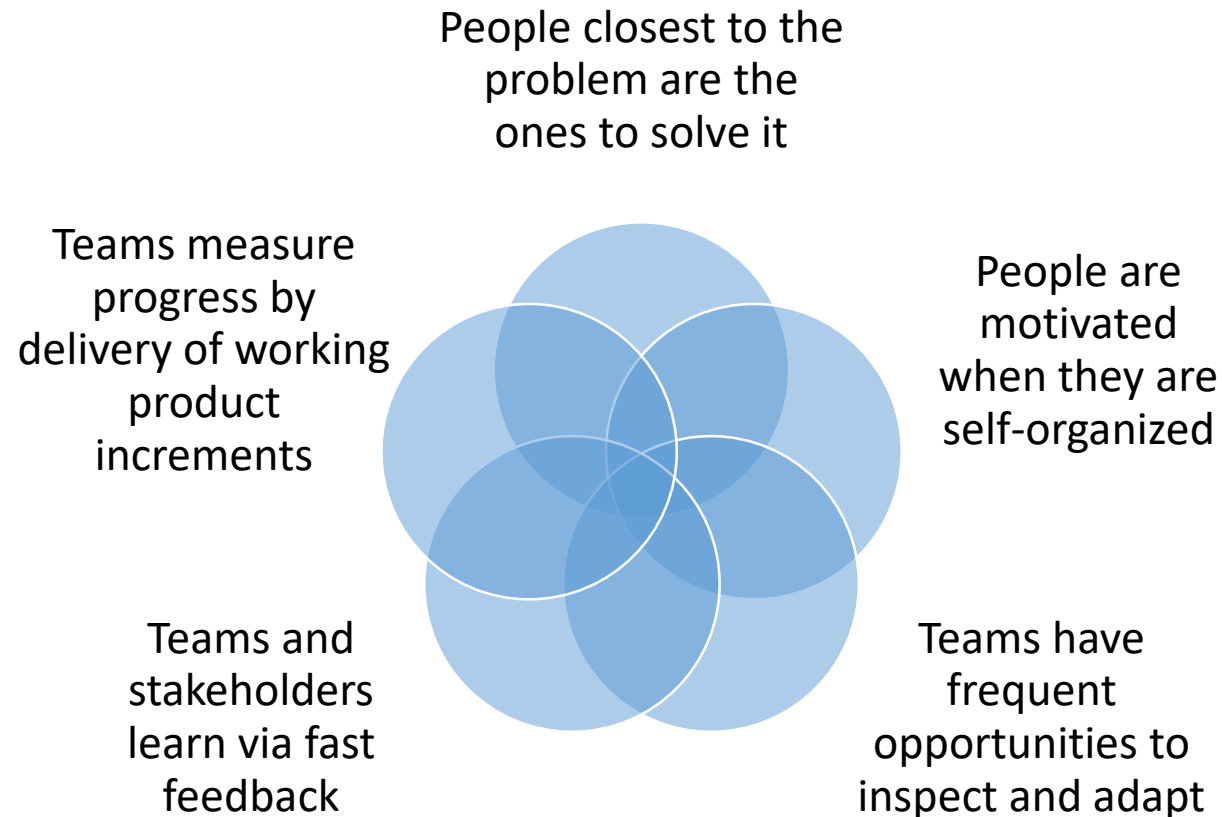 People closest to the
problem are the
ones to solve it
Teams measure
progress by
delivery of working
product
increments
People are
motivated
when they are
self-organized
Teams and
stakeholders
learn via fast
feedback
Teams have
frequent
opportunities to
inspect and adapt